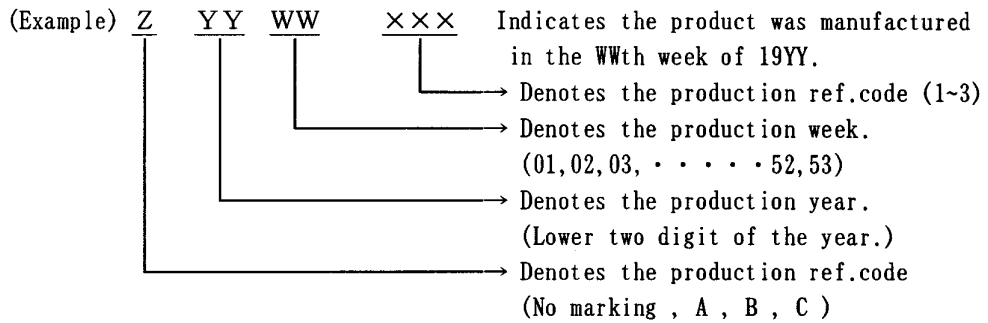 (Example) Z YY WW ××× Indicates the product was manufactured
in the WWth week of 19YY.
→ Denotes the production ref.code (1~3)
→ Denotes the production week.
(01,02,03,·····52,53)
→ Denotes the production year.
(Lower two digit of the year.)
→ Denotes the production ref.code
(No marking , A , B , C )